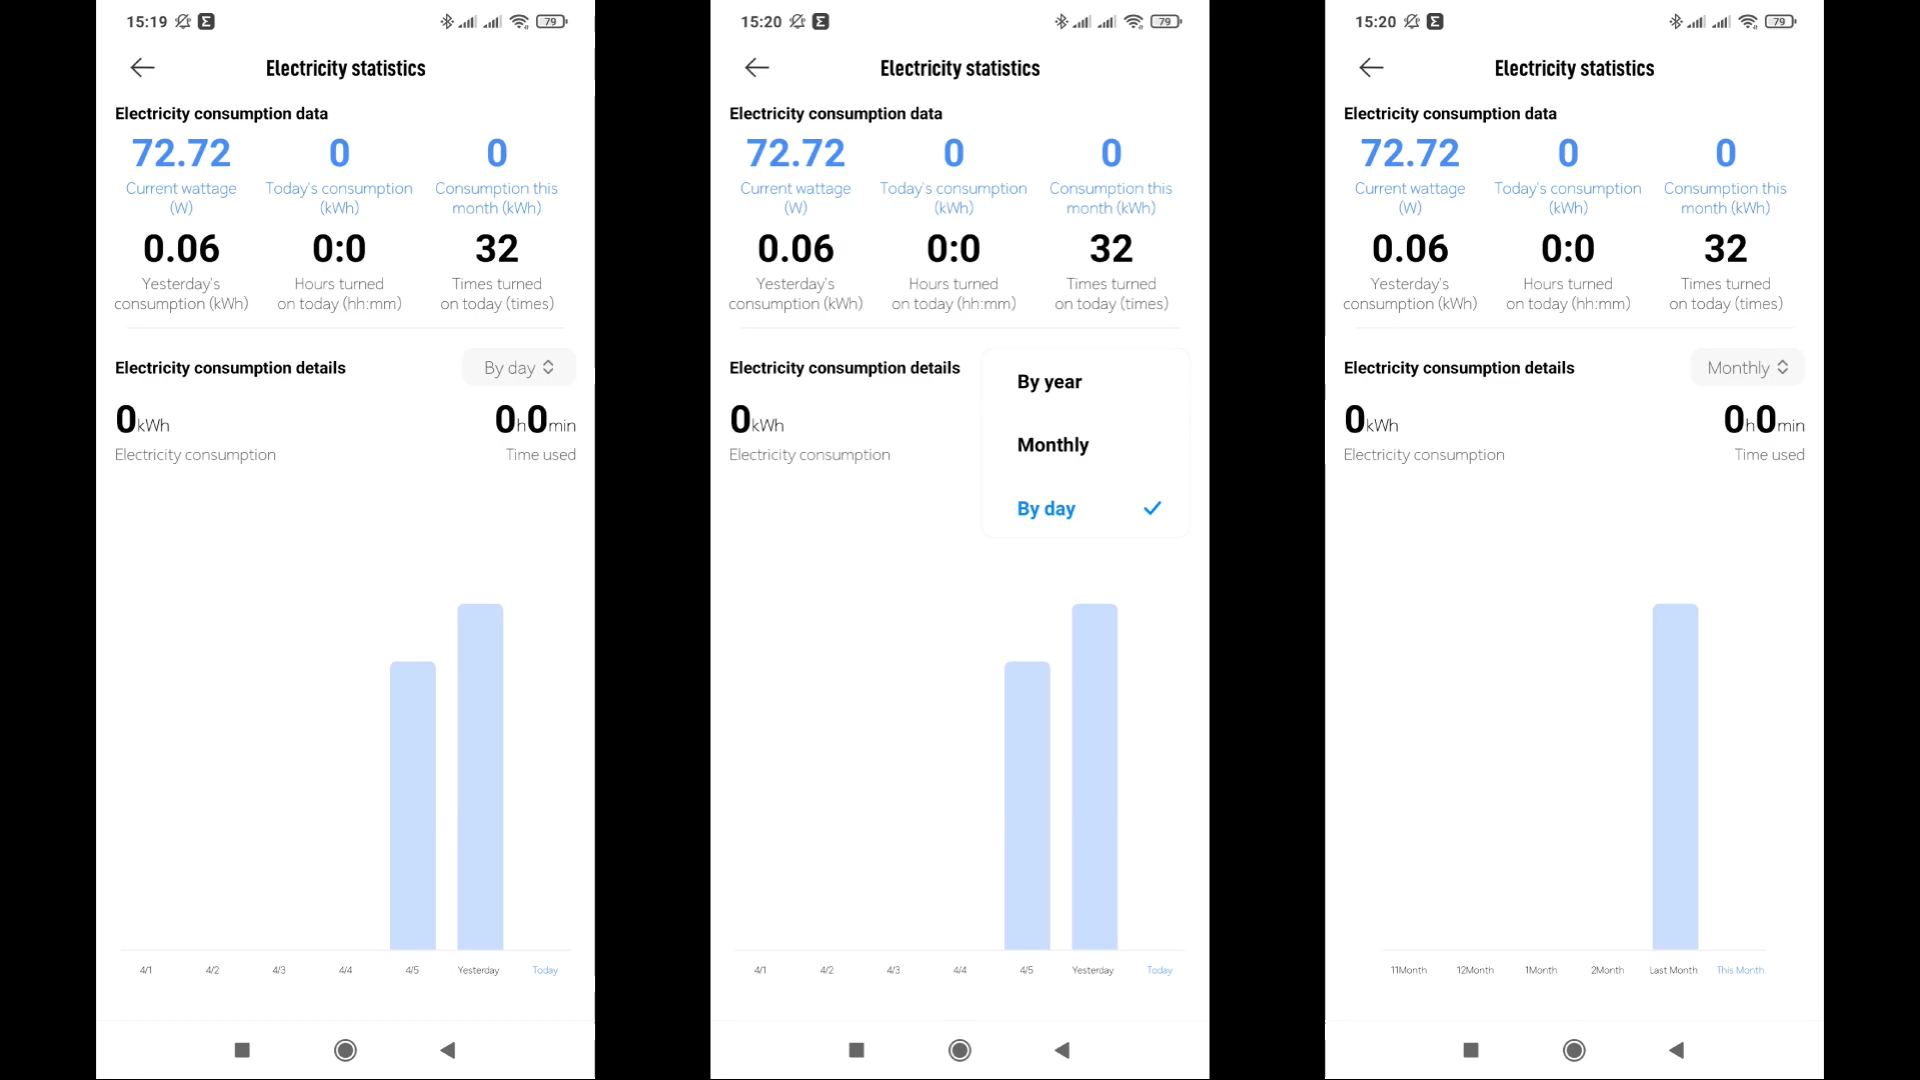 15:19
79
Electricity statistics
Electricity consumption data
72.72
0
0
Current wattage
(W)
Today's consumption
(kWh)
Consumption this
month (kWh)
0.06
0:0
32
Yesterday's
consumption (kWh)
Hours turned
on today (hh:mm)
Times turned
on today (times)
Electricity consumption details
By day
0kWh
0h0min
Electricity consumption
Time used
4/1
4/2
4/3
4/4
4/5
Yesterday
Today
15:20
79
Electricity statistics
Electricity consumption data
72.72
0
0
Current wattage
(W)
Today's consumption
(kWh)
Consumption this
month (kWh)
0.06
0:0
32
Yesterday's
consumption (kWh)
Hours turned
on today (hh:mm)
Times turned
on today (times)
Electricity consumption details
By year
Monthly
By day
0kWh
Electricity consumption
4/1
4/2
4/3
4/4
4/5
Yesterday
Today
15:20
79
Electricity statistics
Electricity consumption data
72.72
0
0
Current wattage
(W)
Today's consumption
(kWh)
Consumption this
month (kWh)
0.06
0:0
32
Yesterday's
consumption (kWh)
Hours turned
on today (hh:mm)
Times turned
on today (times)
Electricity consumption details
Monthly
0kWh
0h0min
Electricity consumption
Time used
11Month
12Month
1Month
2Month
Last Month
This Month